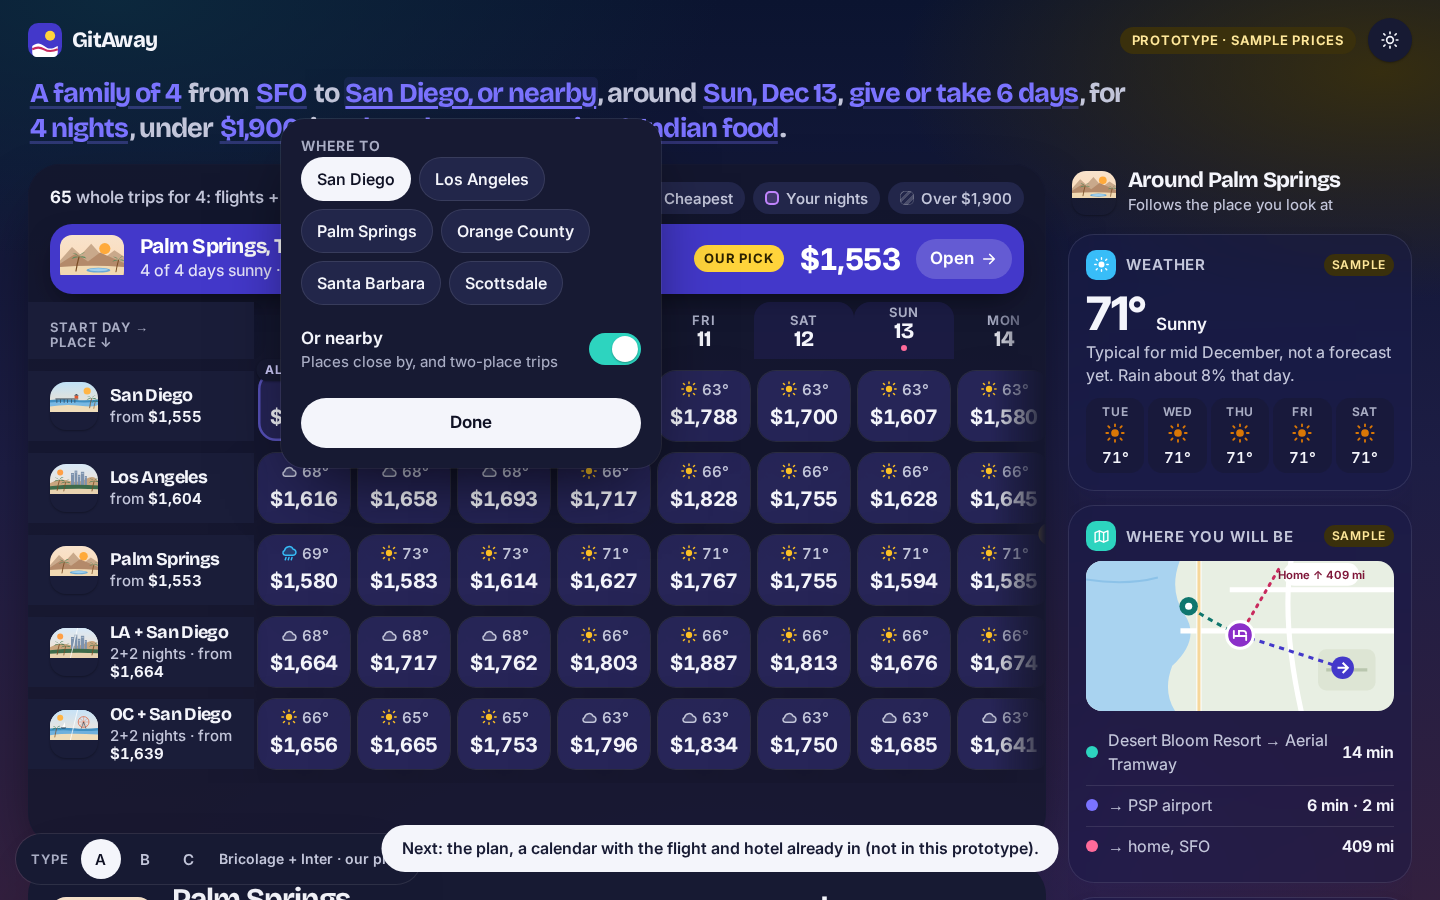 GitAway
PROTOTYPE · SAMPLE PRICES
A family of 4 from SFO to San Diego, or nearby, around Sun, Dec 13, give or take 6 days, for
4 nights, under $1,900 Indian food.
65 whole trips for 4: flights +
Cheapest
Your nights
Over $1,900
Palm Springs,
4 of 4 days sunny ·
OUR PICK
$1,553
Open →
WHERE TO
San Diego
Los Angeles
Palm Springs
Orange County
Santa Barbara
Scottsdale
Or nearby
Places close by, and two-place trips
Done
START DAY →
PLACE ↓
FRI
11
SAT
12
SUN
13
MON
14
San Diego
from $1,555
63° 63° 63° 63°
$1,788 $1,700 $1,607 $1,580
Los Angeles
from $1,604
68° 68° 68° 66° 66° 66° 66° 66°
$1,616 $1,658 $1,693 $1,717 $1,828 $1,755 $1,628 $1,645
Palm Springs
from $1,553
69° 73° 73° 71° 71° 71° 71° 71°
$1,580 $1,583 $1,614 $1,627 $1,767 $1,755 $1,594 $1,585
LA + San Diego
2+2 nights · from
$1,664
68° 68° 68° 66° 66° 66° 66° 66°
$1,664 $1,717 $1,762 $1,803 $1,887 $1,813 $1,676 $1,674
OC + San Diego
2+2 nights · from
$1,639
66° 65° 65° 63° 63° 63° 63° 63°
$1,656 $1,665 $1,753 $1,796 $1,834 $1,750 $1,685 $1,641
TYPE A B C Bricolage + Inter · our
Next: the plan, a calendar with the flight and hotel already in (not in this prototype).
Palm Springs
Around Palm Springs
Follows the place you look at
WEATHER
SAMPLE
71° Sunny
Typical for mid December, not a forecast
yet. Rain about 8% that day.
TUE WED THU FRI SAT
71° 71° 71° 71° 71°
WHERE YOU WILL BE
SAMPLE
Home ↑ 409 mi
Desert Bloom Resort → Aerial
Tramway
14 min
→ PSP airport
6 min · 2 mi
→ home, SFO
409 mi